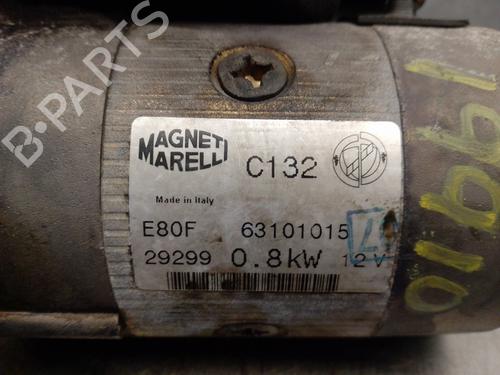 B-PARTS
MAGNETI
MARELLI
C132
Made in Italy
E80F 63101015
29299 0.8kW 12V